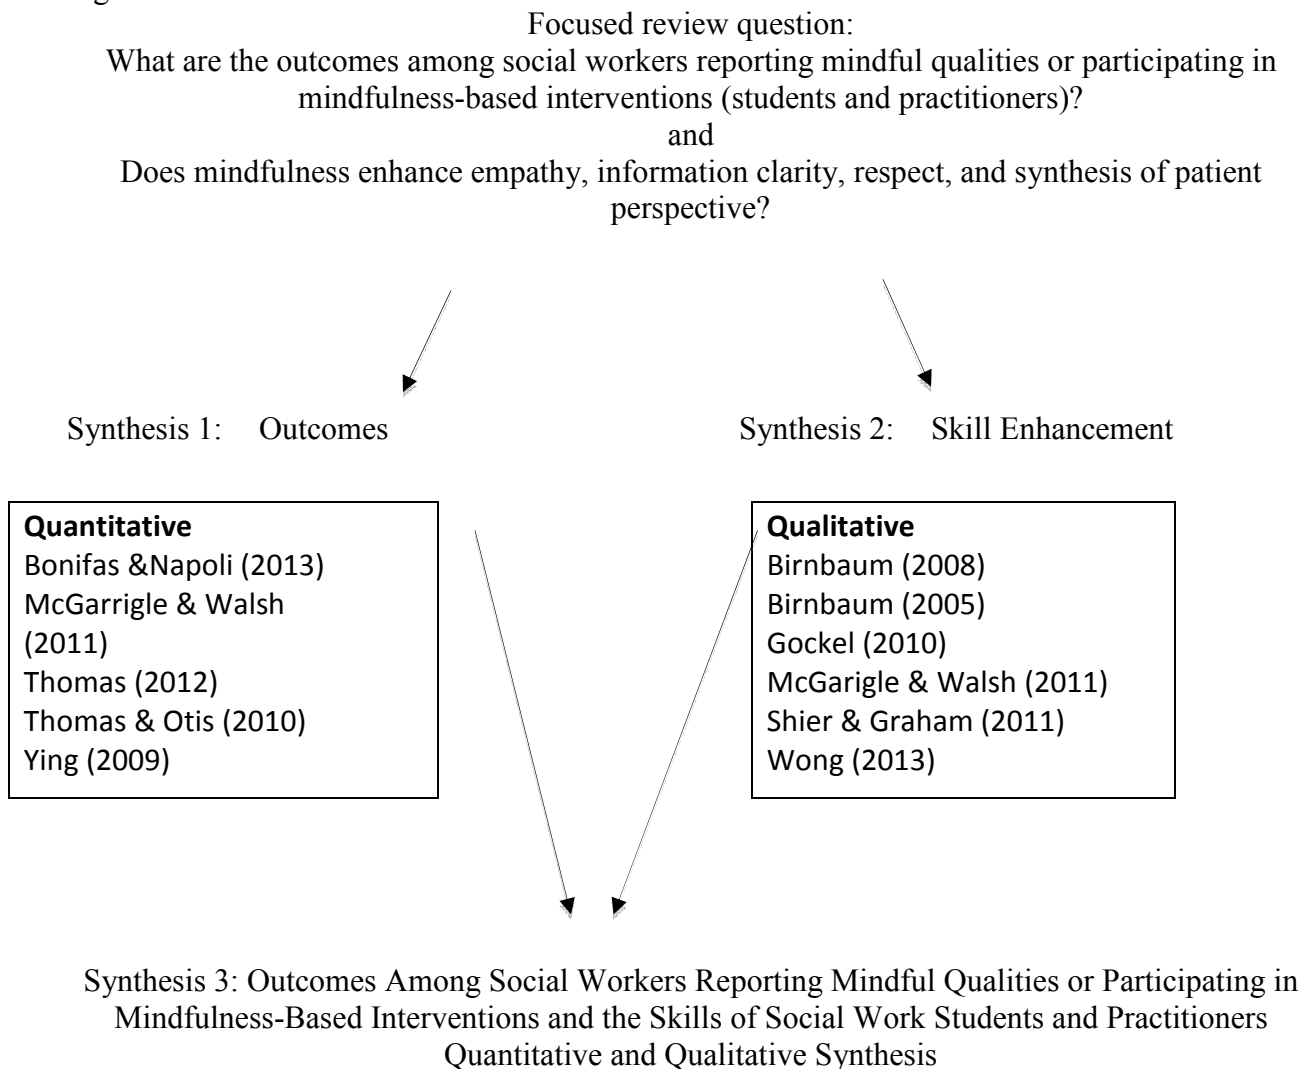 Focused review question:
What are the outcomes among social workers reporting mindful qualities or participating in
mindfulness-based interventions (students and practitioners)?
and
Does mindfulness enhance empathy, information clarity, respect, and synthesis of patient
perspective?
Synthesis 1: Outcomes
Synthesis 2: Skill Enhancement
Quantitative
Bonifas &Napoli (2013)
McGarrigle & Walsh
(2011)
Thomas (2012)
Thomas & Otis (2010)
Ying (2009)
Qualitative
Birnbaum (2008)
Birnbaum (2005)
Gockel (2010)
McGarigle & Walsh (2011)
Shier & Graham (2011)
Wong (2013)
Synthesis 3: Outcomes Among Social Workers Reporting Mindful Qualities or Participating in
Mindfulness-Based Interventions and the Skills of Social Work Students and Practitioners
Quantitative and Qualitative Synthesis